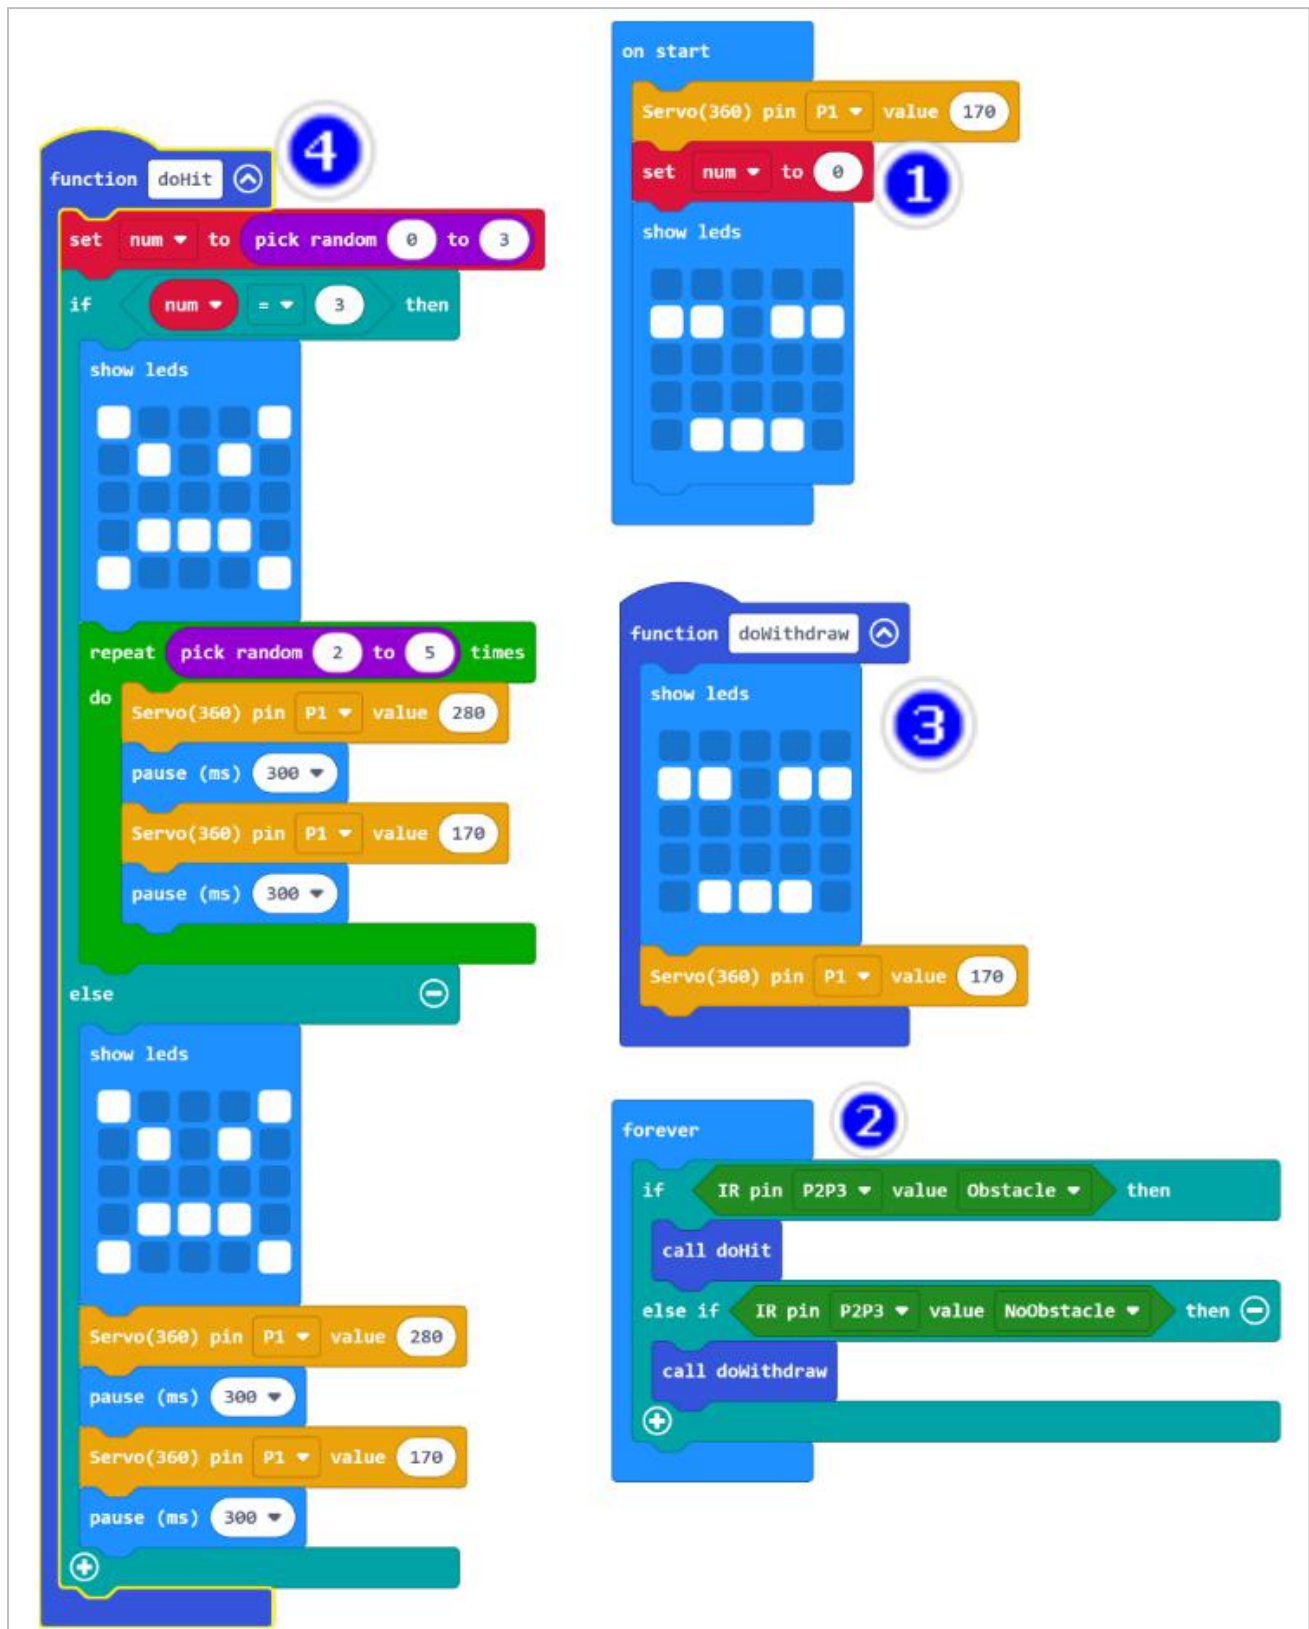 4
function doHit
set num to pick random 0 to 3
if num = 3 then
show leds
repeat pick random 2 to 5 times
do
Servo(360) pin P1 value 280
pause (ms) 300
Servo(360) pin P1 value 170
pause (ms) 300
else
show leds
Servo(360) pin P1 value 280
pause (ms) 300
Servo(360) pin P1 value 170
pause (ms) 300
on start
Servo(360) pin P1 value 170
set num to 0
1
show leds
function doWithdraw
show leds
3
Servo(360) pin P1 value 170
2
forever
if IR pin P2P3 value Obstacle then
call doHit
else if IR pin P2P3 value NoObstacle then
call doWithdraw